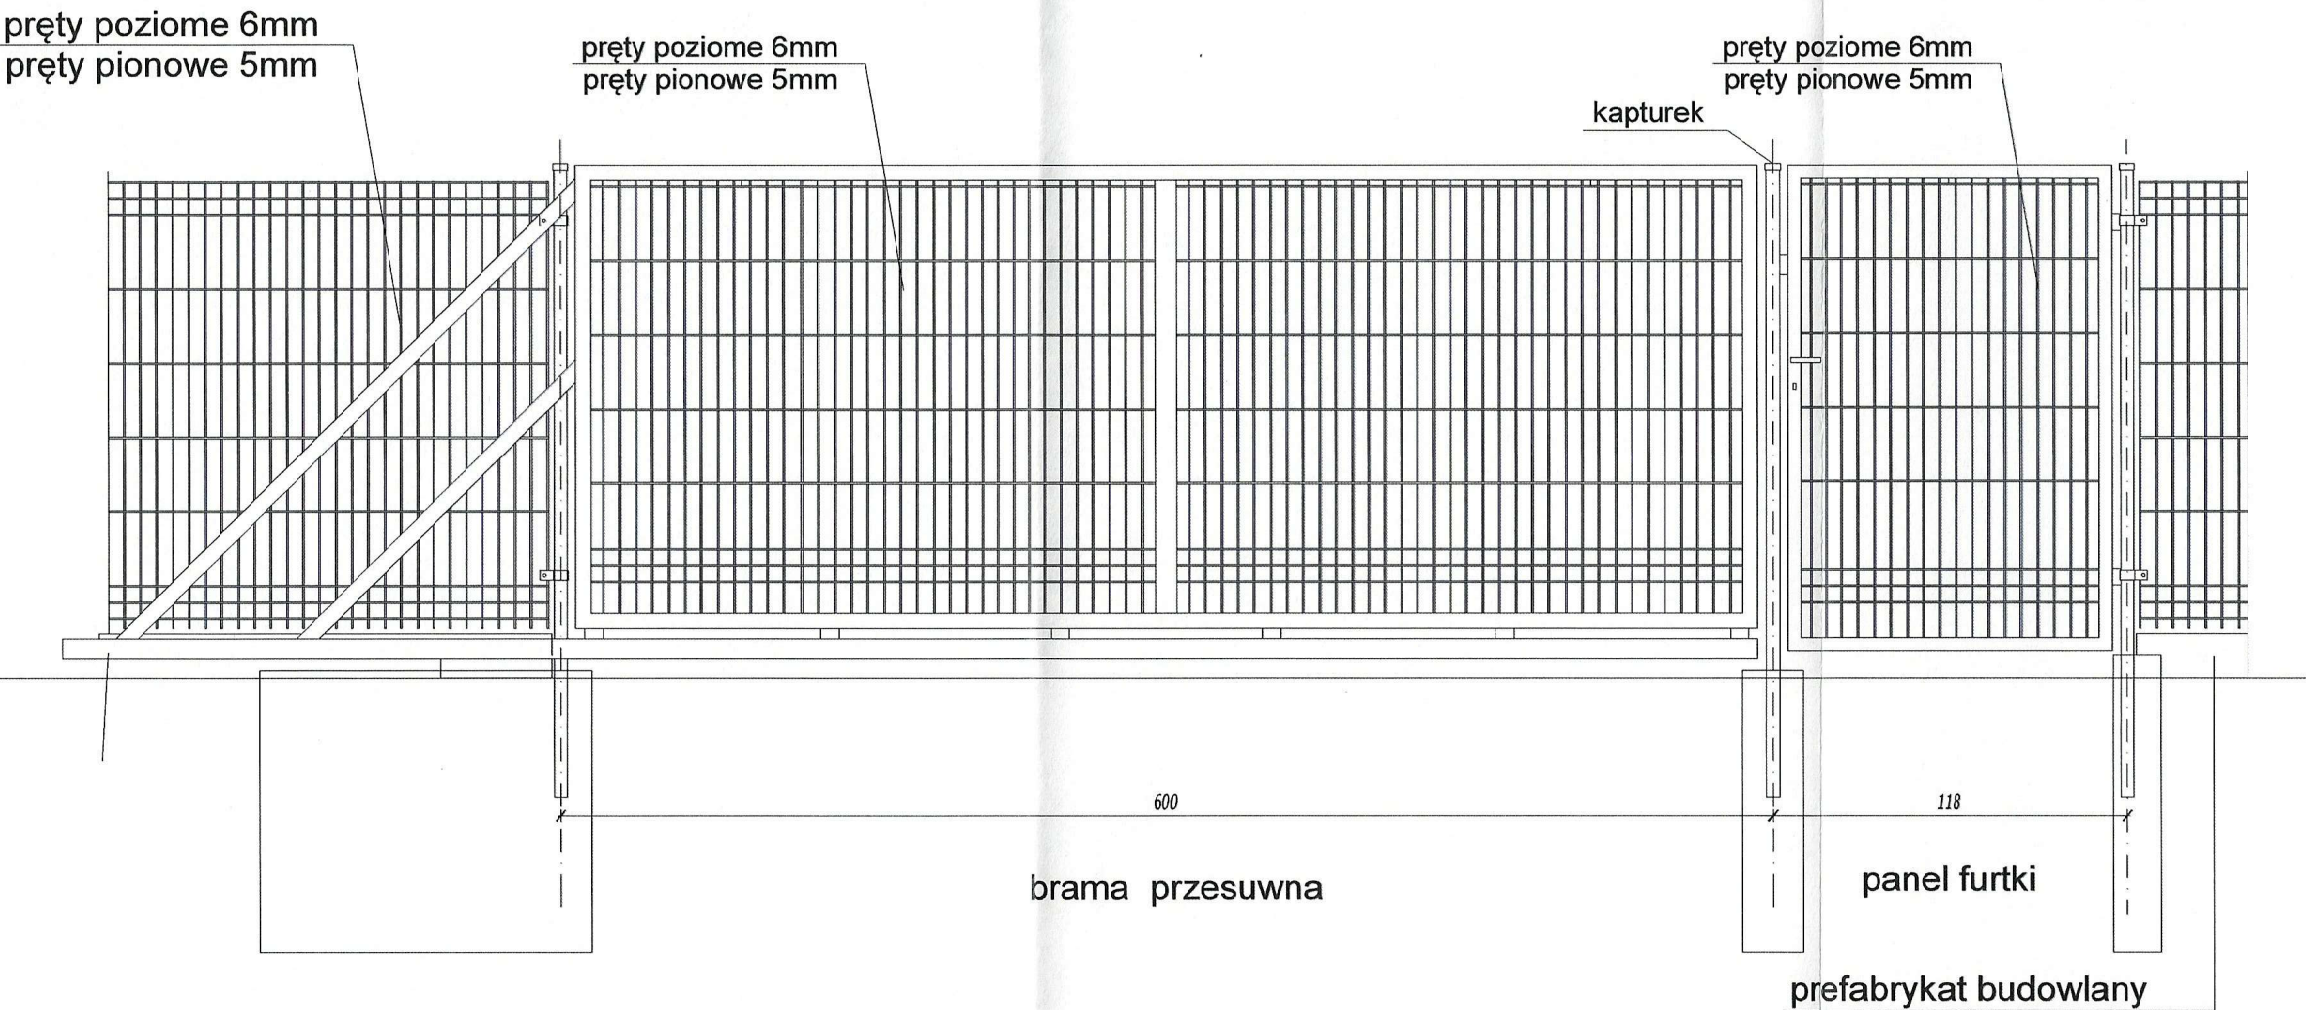 pręty poziome 6mm
pręty pionowe 5mm
pręty poziome 6mm
pręty pionowe 5mm
pręty poziome 6mm
pręty pionowe 5mm
kapturek
600
118
brama przesuwna
panel furtki
prefabrykat budowlany